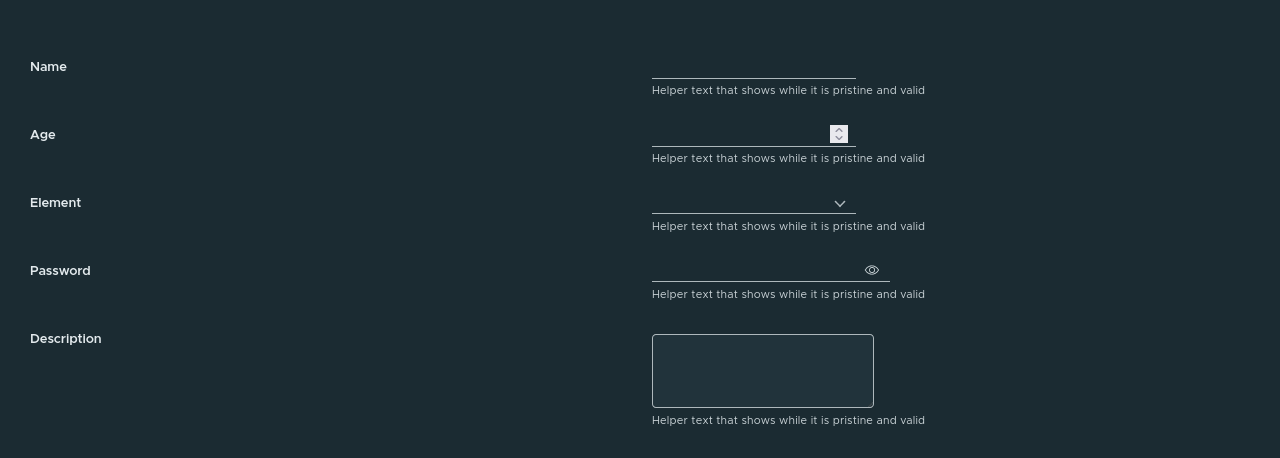 Name
Helper text that shows while it is pristine and valid
Age
Helper text that shows while it is pristine and valid
Element
Helper text that shows while it is pristine and valid
Password
Helper text that shows while it is pristine and valid
Description
Helper text that shows while it is pristine and valid